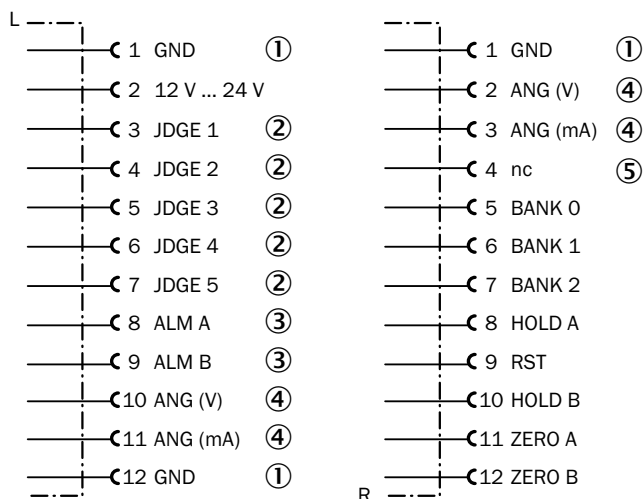 L
1 GND ①
2 12 V ... 24 V
3 JDGE 1 ②
4 JDGE 2 ②
5 JDGE 3 ②
6 JDGE 4 ②
7 JDGE 5 ②
8 ALM A ③
9 ALM B ③
10 ANG (V) ④
11 ANG (mA) ④
12 GND ①
R
1 GND ①
2 ANG (V) ④
3 ANG (mA) ④
4 nc ⑤
5 BANK 0
6 BANK 1
7 BANK 2
8 HOLD A
9 RST
10 HOLD B
11 ZERO A
12 ZERO B